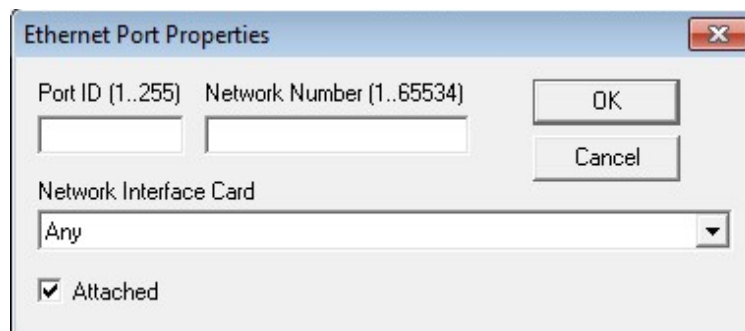 Ethernet Port Properties
Port ID (1..255) Network Number (1..65534)
OK
Cancel
Network Interface Card
Any
Attached